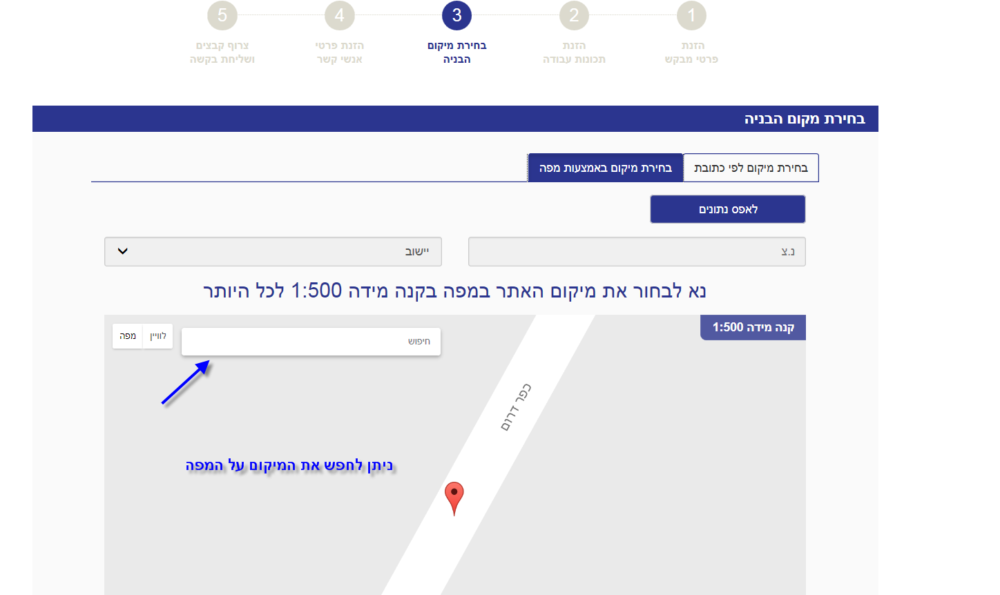 1
הזנת
פרטי מבקש
2
הזנת
תכונות עבודה
3
בחירת מיקום
הבניה
4
הזנת פרטי
אנשי קשר
5
צרוף קבצים
ושליחת בקשה
בחירת מקום הבניה
בחירת מיקום לפי כתובת
בחירת מיקום באמצעות מפה
לאפס נתונים
נ.צ
יישוב
נא לבחור את מיקום האתר במפה בקנה מידה 1:500 לכל היותר
קנה מידה 1:500
חיפוש
לוויין
מפה
כפר דרום
ניתן לחפש את המיקום על המפה